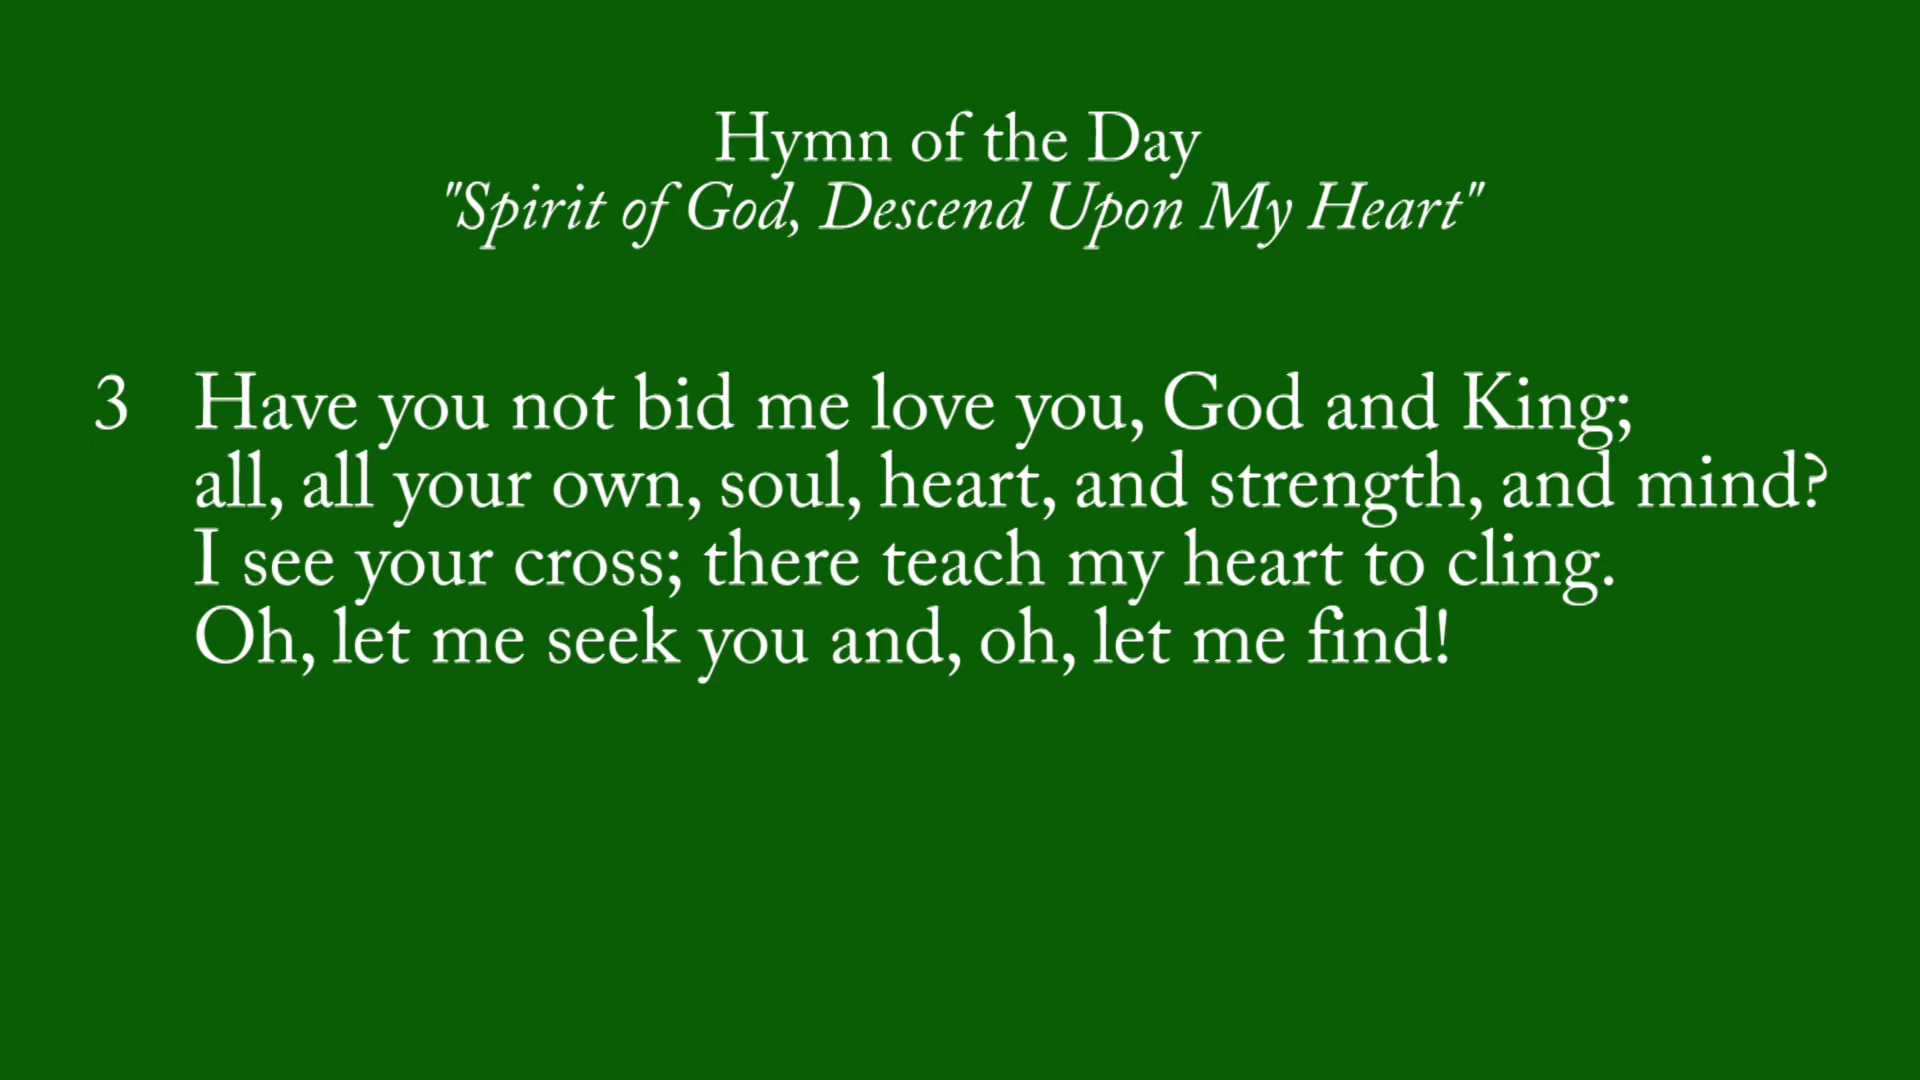 Hymn of the Day
"Spirit of God, Descend Upon My Heart"
3 Have you not bid me love you, God and King;
all, all your own, soul, heart, and strength, and mind?
I see your cross; there teach my heart to cling.
Oh, let me seek you and, oh, let me find!